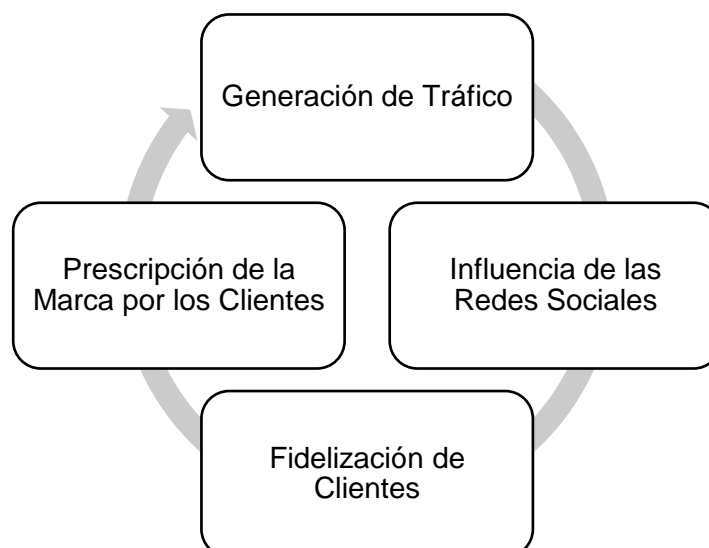 Generación de Tráfico
Influencia de las
Redes Sociales
Fidelización de
Clientes
Prescripción de la
Marca por los Clientes